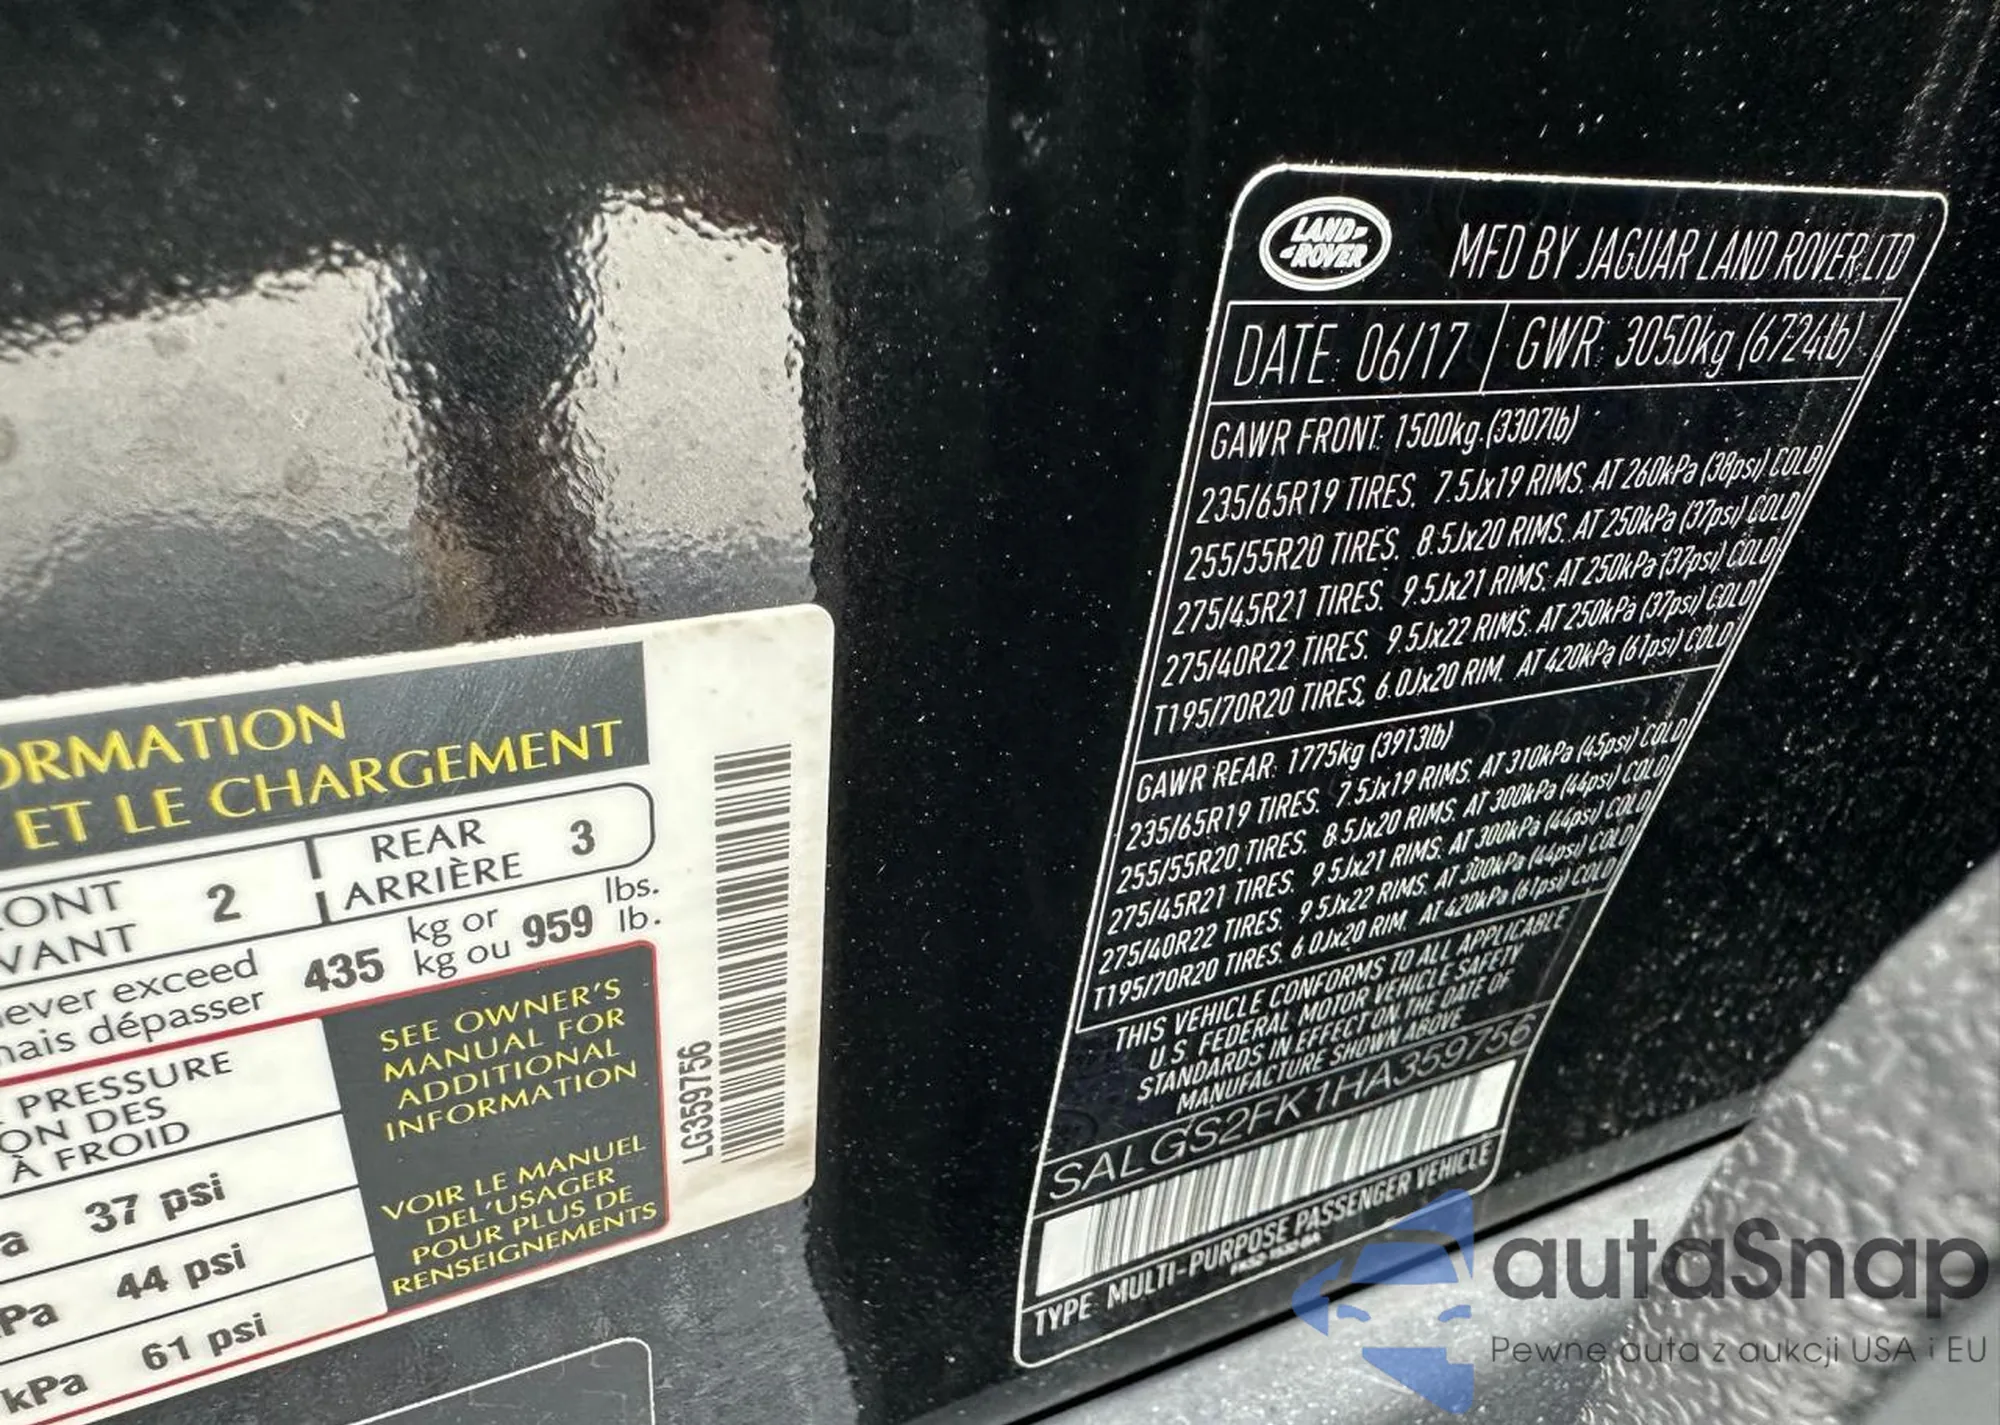 ORMATION
ET LE CHARGEMENT
ONT
VANT
2
REAR
ARRIÈRE
3
ever exceed
mais dépasser
435
kg or
kg ou
959
lbs.
lb.
PRESSURE
ON DES
À FROID
37 psi
44 psi
kPa
61 psi
SEE OWNER'S
MANUAL FOR
ADDITIONAL
INFORMATION
VOIR LE MANUEL
DEL'USAGER
POUR PLUS DE
RENSEIGNEMENTS
LG359756
LAND
ROVER
MFD BY JAGUAR LAND ROVER LTD
DATE: 06/17
GWR: 3050kg (6724lb)
GAWR FRONT: 1500kg (3307lb)
235/65R19 TIRES, 7.5Jx19 RIMS. AT 260kPa (38psi) COLD
255/55R20 TIRES, 8.5Jx20 RIMS. AT 250kPa (37psi) COLD
275/45R21 TIRES, 9.5Jx21 RIMS. AT 250kPa (37psi) COLD
275/40R22 TIRES, 9.5Jx22 RIMS. AT 250kPa (37psi) COLD
T195/70R20 TIRES, 6.0Jx20 RIM, AT 420kPa (61psi) COLD
GAWR REAR: 1775kg (3913lb)
235/65R19 TIRES, 7.5Jx19 RIMS. AT 310kPa (45psi) COLD
255/55R20 TIRES, 8.5Jx20 RIMS. AT 300kPa (44psi) COLD
275/45R21 TIRES, 9.5Jx21 RIMS. AT 300kPa (44psi) COLD
275/40R22 TIRES, 9.5Jx22 RIMS. AT 300kPa (44psi) COLD
T195/70R20 TIRES, 6.0Jx20 RIM, AT 420kPa (61psi) COLD
THIS VEHICLE CONFORMS TO ALL APPLICABLE
U.S. FEDERAL MOTOR VEHICLE SAFETY
STANDARDS IN EFFECT ON THE DATE OF
MANUFACTURE SHOWN ABOVE
SALGS2FK1HA359756
TYPE: MULTI-PURPOSE PASSENGER VEHICLE
autaSnap
Pewne auta z aukcji USA i EU